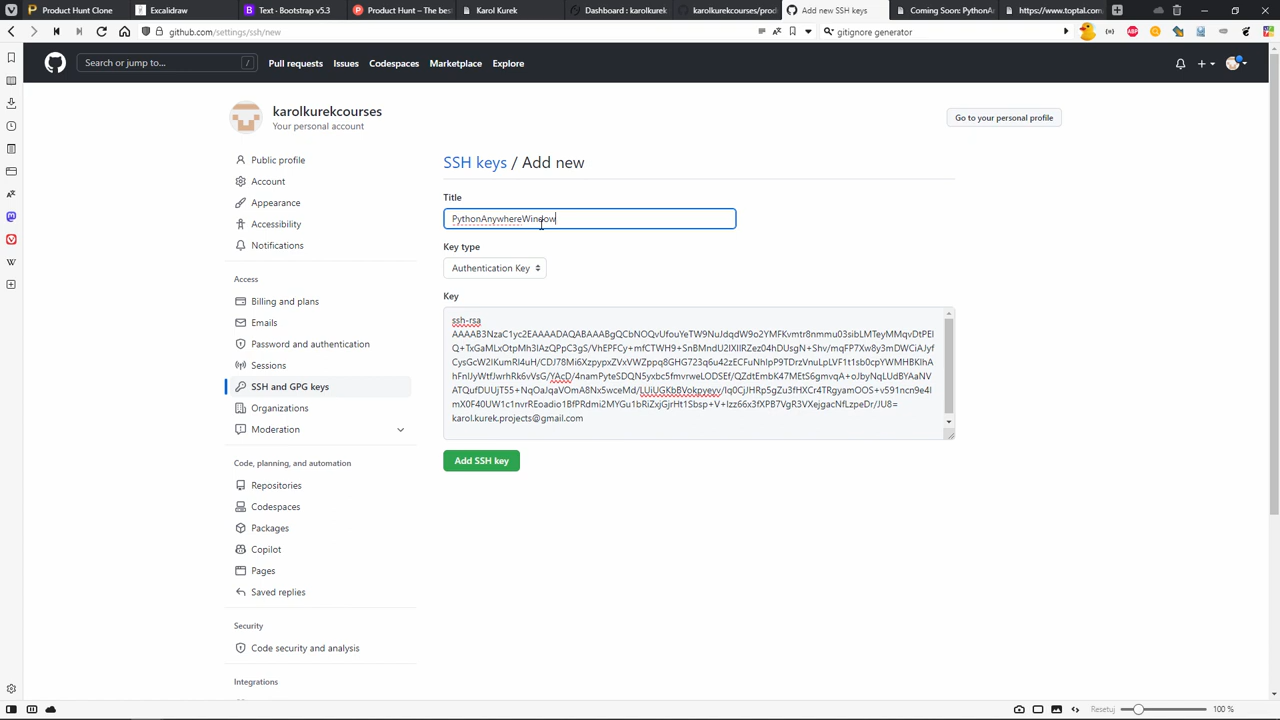 Product Hunt Clone
Excalidraw
Text · Bootstrap v5.3
Product Hunt – The bes
Karol Kurek
Dashboard : karolkurek
karolkurekcourses/prod
Add new SSH keys
Coming Soon: PythonAn
https://www.toptal.com
github.com/settings/ssh/new
gitignore generator
Search or jump to...
/
Pull requests
Issues
Codespaces
Marketplace
Explore
karolkurekcourses
Your personal account
Go to your personal profile
Public profile
Account
Appearance
Accessibility
Notifications
Access
Billing and plans
Emails
Password and authentication
Sessions
SSH and GPG keys
Organizations
Moderation
Code, planning, and automation
Repositories
Codespaces
Packages
Copilot
Pages
Saved replies
Security
Code security and analysis
Integrations
SSH keys / Add new
Title
PythonAnywhereWindow
Key type
Authentication Key
Key
ssh-rsa
karol.kurek.projects@gmail.com
Add SSH key
Resetuj
100 %